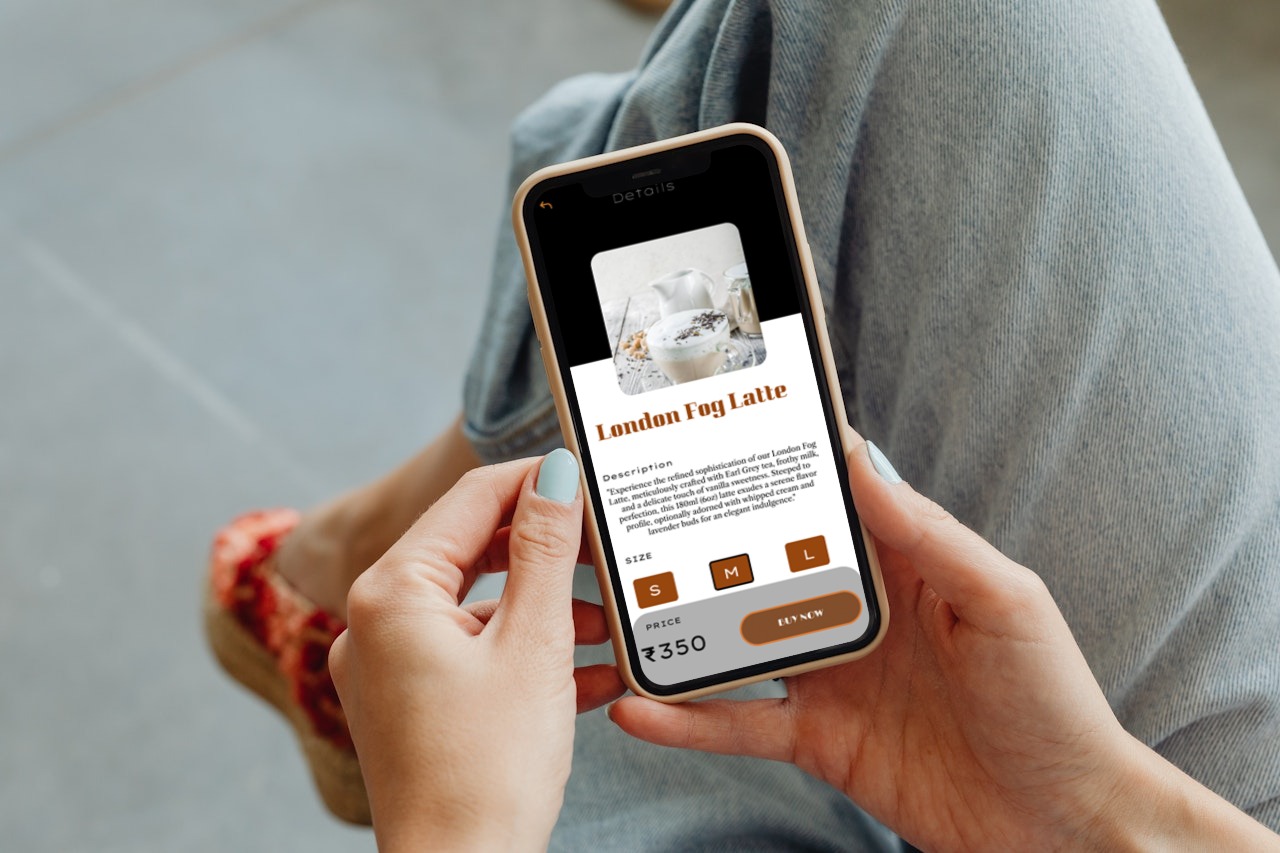 Details
London Fog Latte
Description
"Experience the refined sophistication of our London Fog
Latte, meticulously crafted with Earl Grey tea, frothy milk,
and a delicate touch of vanilla sweetness. Steeped to
perfection, this 180ml (6oz) latte exudes a serene flavor
profile, optionally adorned with whipped cream and
lavender buds for an elegant indulgence."
SIZE
S M L
PRICE
₹350
BUY NOW